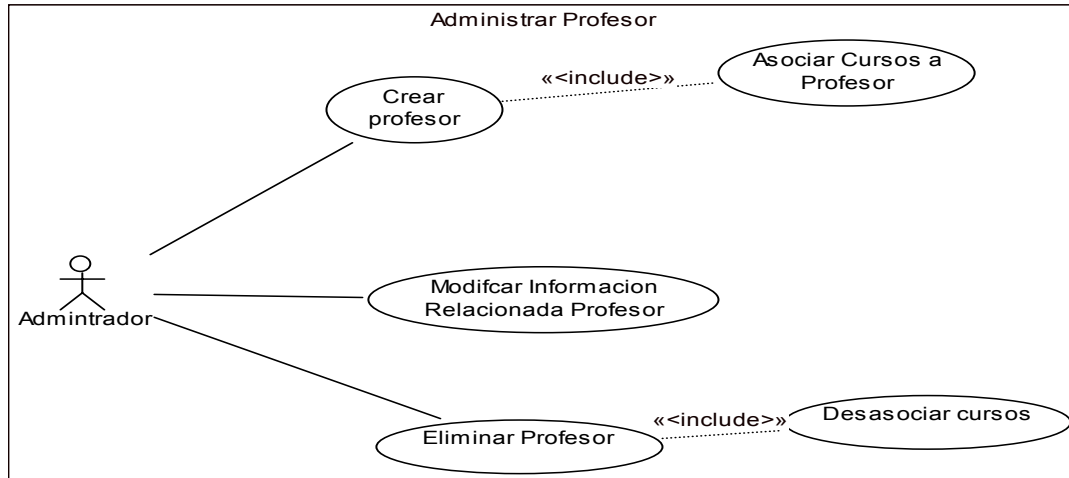 Administrar Profesor
Asociar Cursos a
Profesor
«<include>»
Crear
profesor
Modifcar Informacion
Relacionada Profesor
Admintrador
Desasociar cursos
«<include>»
Eliminar Profesor